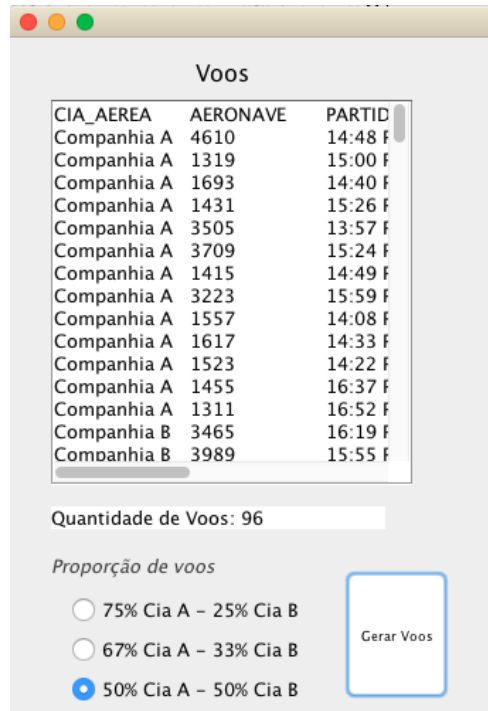 Voos
CIA_AEREA AERONAVE PARTID
Companhia A 4610 14:48
Companhia A 1319 15:00
Companhia A 1693 14:40
Companhia A 1431 15:26
Companhia A 3505 13:57
Companhia A 3709 15:24
Companhia A 1415 14:49
Companhia A 3223 15:59
Companhia A 1557 14:08
Companhia A 1617 14:33
Companhia A 1523 14:22
Companhia A 1455 16:37
Companhia A 1311 16:52
Companhia B 3465 16:19
Companhia B 3989 15:55
Quantidade de Voos: 96
Proporção de voos
75% Cia A - 25% Cia B
67% Cia A - 33% Cia B
50% Cia A - 50% Cia B
Gerar Voos